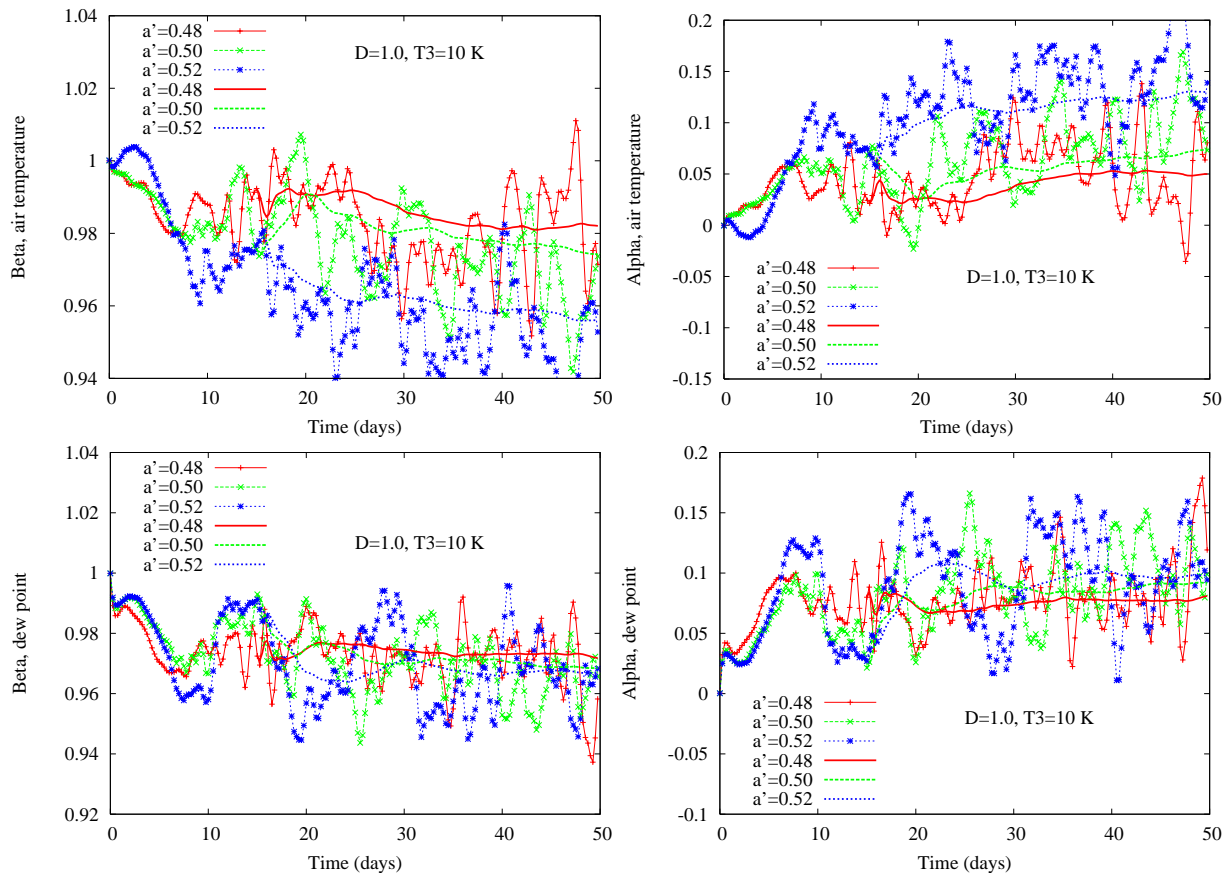 1.04
1.02
1
0.98
0.96
0.94
0 10 20 30 40 50
Time (days)
Beta, air temperature
D=1.0, T3=10 K
a’=0.48
a’=0.50
a’=0.52
a’=0.48
a’=0.50
a’=0.52
0.2
0.15
0.1
0.05
0
-0.05
-0.1
-0.15
0 10 20 30 40 50
Time (days)
Alpha, air temperature
D=1.0, T3=10 K
a’=0.48
a’=0.50
a’=0.52
a’=0.48
a’=0.50
a’=0.52
1.04
1.02
1
0.98
0.96
0.94
0.92
0 10 20 30 40 50
Time (days)
Beta, dew point
D=1.0, T3=10 K
a’=0.48
a’=0.50
a’=0.52
a’=0.48
a’=0.50
a’=0.52
0.2
0.15
0.1
0.05
0
-0.05
-0.1
0 10 20 30 40 50
Time (days)
Alpha, dew point
D=1.0, T3=10 K
a’=0.48
a’=0.50
a’=0.52
a’=0.48
a’=0.50
a’=0.52